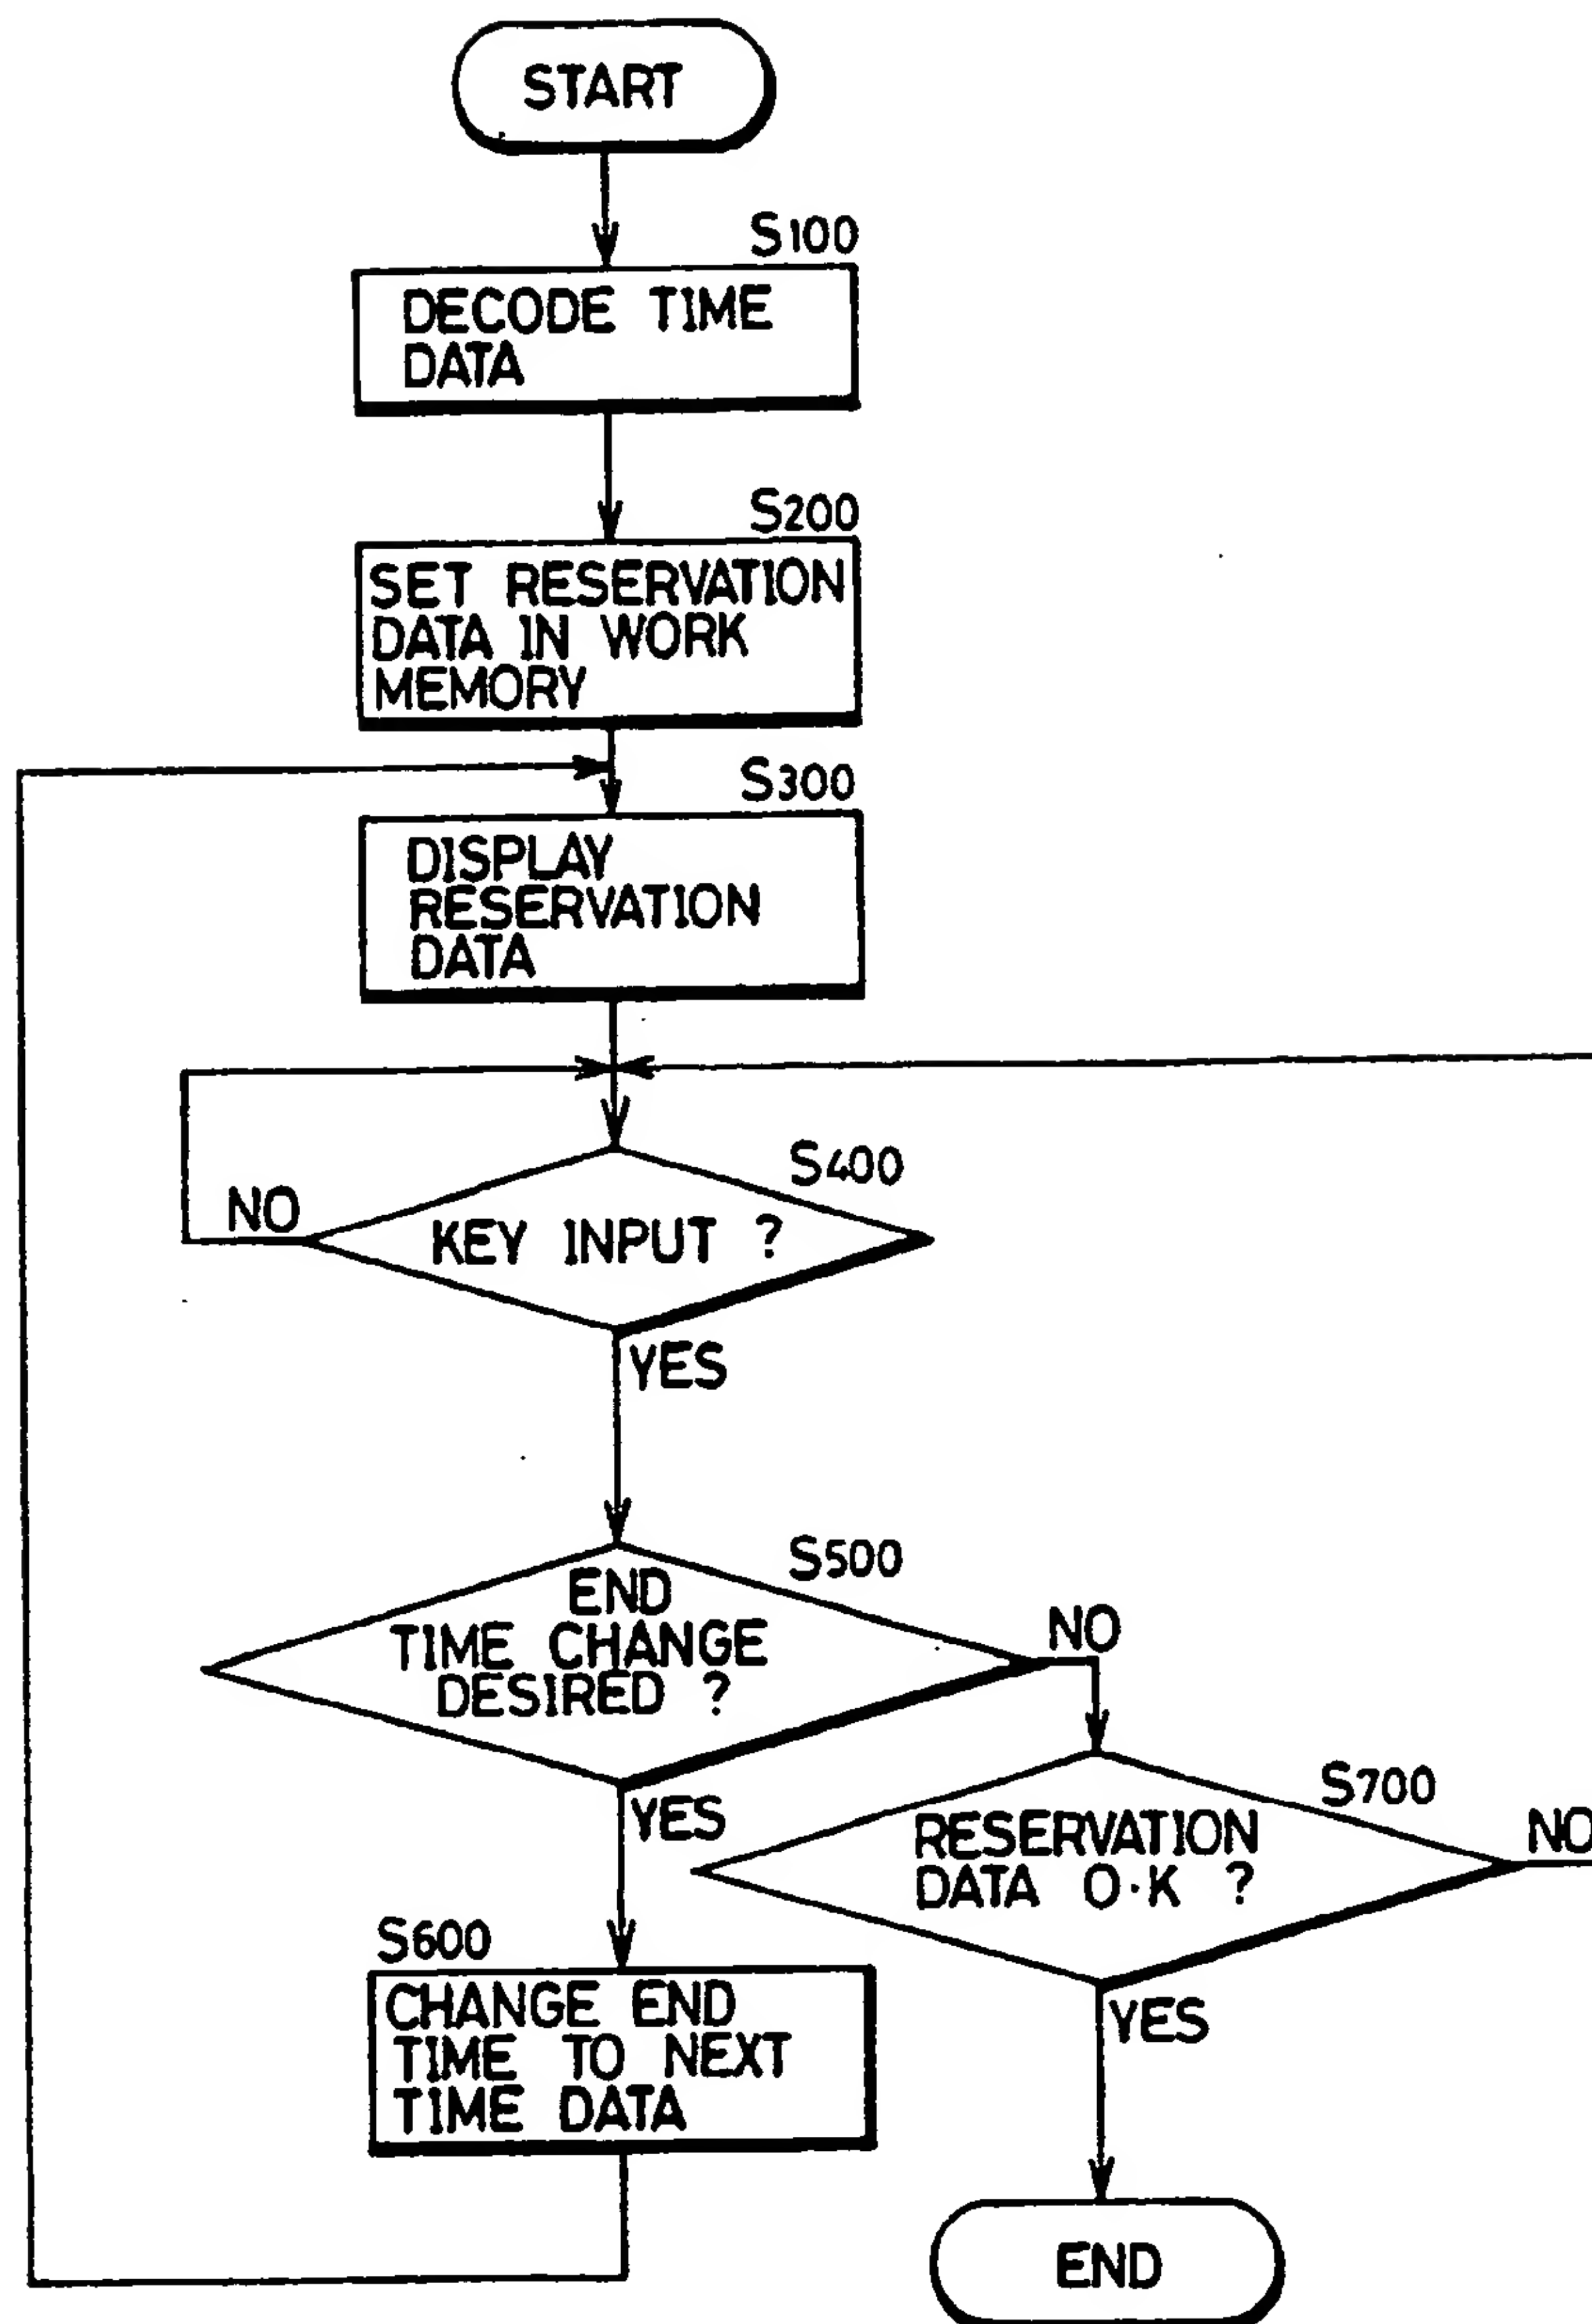 START
S100
DECODE TIME
DATA
S200
SET RESERVATION
DATA IN WORK
MEMORY
S300
DISPLAY
RESERVATION
DATA
S400
NO
KEY INPUT ?
YES
S500
END
TIME CHANGE
DESIRED ?
NO
YES
S700
RESERVATION
DATA O·K ?
NO
S600
CHANGE END
TIME TO NEXT
TIME DATA
YES
END